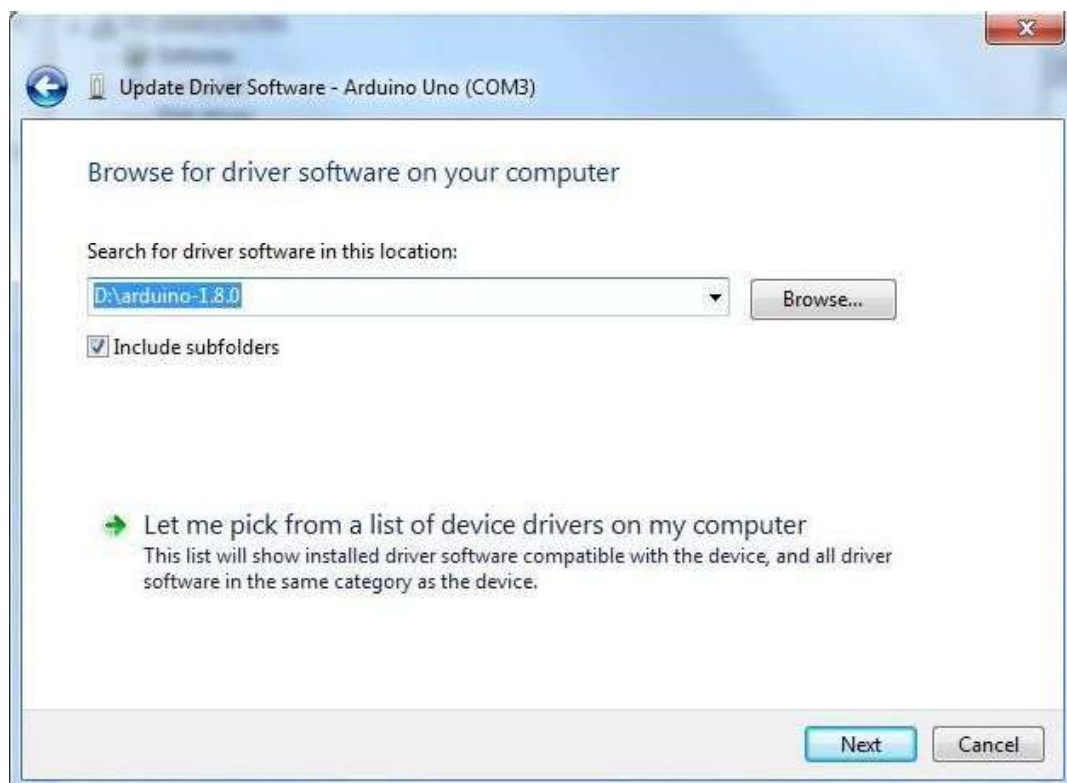 Update Driver Software - Arduino Uno (COM3)
Browse for driver software on your computer
Search for driver software in this location:
D:\arduino-1.8.0
Browse...
Include subfolders
Let me pick from a list of device drivers on my computer
This list will show installed driver software compatible with the device, and all driver
software in the same category as the device.
Next
Cancel